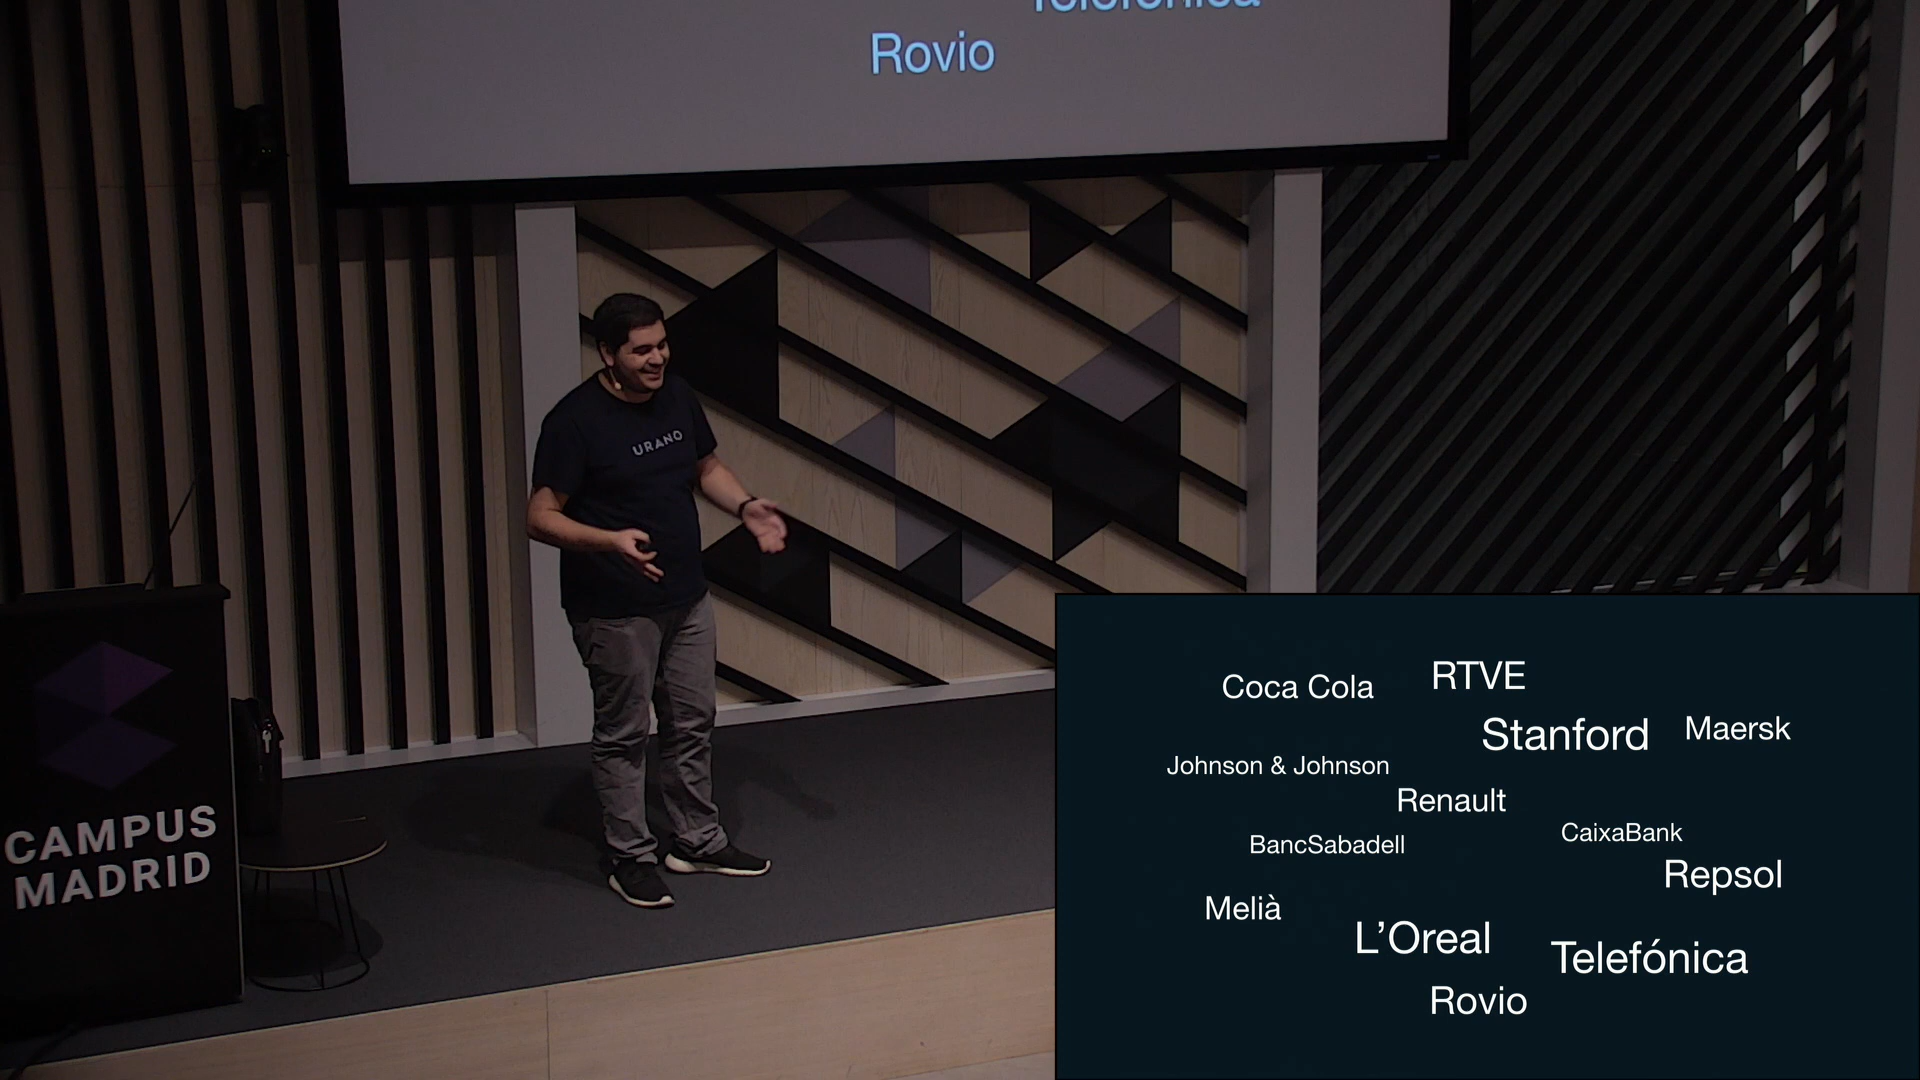 Telefónica
Rovio
URANO
CAMPUS
MADRID
Coca Cola
RTVE
Stanford
Maersk
Johnson & Johnson
Renault
BancSabadell
CaixaBank
Repsol
Melià
L’Oreal
Telefónica
Rovio